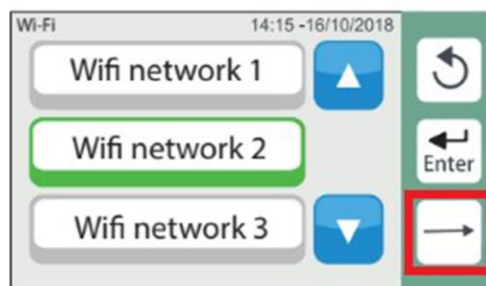 Wi-Fi 14:15 -16/10/2018
Wifi network 1
Wifi network 2
Enter
Wifi network 3